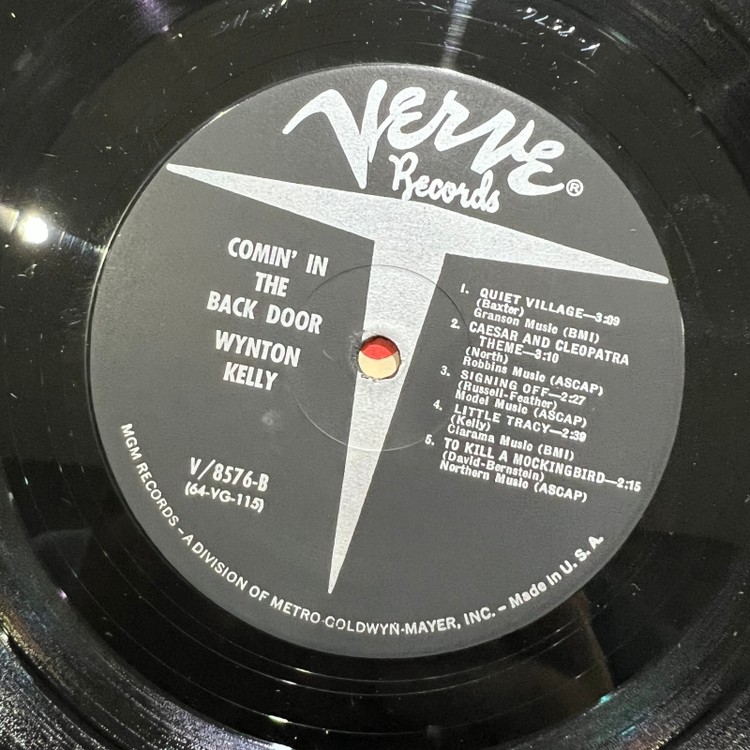 V-8576
VERVE
Records®
COMIN' IN
THE
BACK DOOR
WYNTON
KELLY
V/8576-B
(64-VG-115)
1. QUIET VILLAGE—3:09
(Baxter)
Granson Music (BMI)
2. CAESAR AND CLEOPATRA
THEME—3:10
(North)
Robbins Music (ASCAP)
3. SIGNING OFF—2:27
(Russell-Feather)
Model Music (ASCAP)
4. LITTLE TRACY—2:39
(Kelly)
Clarama Music (BMI)
5. TO KILL A MOCKINGBIRD—2:15
(David-Bernstein)
Northern Music (ASCAP)
MGM RECORDS – A DIVISION OF METRO-GOLDWYN-MAYER, INC. – Made in U. S. A.